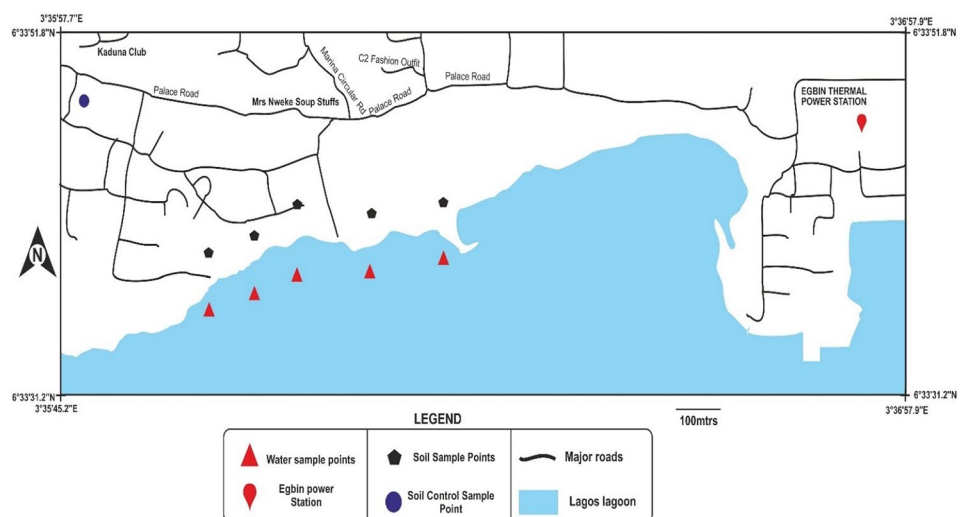 3°35'57.7"E
3°36'57.9"E
6°33'51.8"N
6°33'51.8"N
Kaduna Club
Marina Circular Rd
C2 Fashion Outfit
Palace Road
Palace Road
Mrs Nweke Soup Stuffs
Palace Road
EGBIN THERMAL
POWER STATION
N
6°33'31.2"N
6°33'31.2"N
3°35'45.2"E
3°36'57.9"E
LEGEND
100mtrs
Water sample points
Soil Sample Points
Major roads
Egbin power
Station
Soil Control Sample
Point
Lagos lagoon